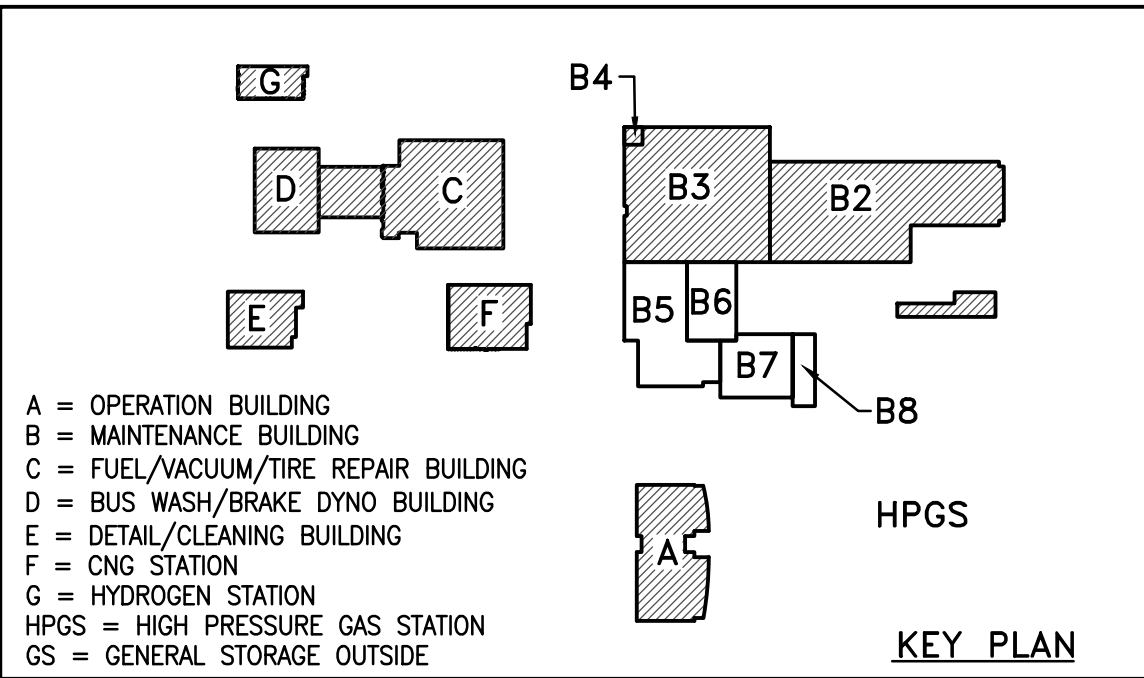 G
B4
D
C
B3
B2
E
F
B5
B6
B7
B8
A = OPERATION BUILDING
B = MAINTENANCE BUILDING
C = FUEL/VACUUM/TIRE REPAIR BUILDING
D = BUS WASH/BRAKE DYNO BUILDING
E = DETAIL/CLEANING BUILDING
F = CNG STATION
G = HYDROGEN STATION
HPGS = HIGH PRESSURE GAS STATION
GS = GENERAL STORAGE OUTSIDE
HPGS
A
KEY PLAN